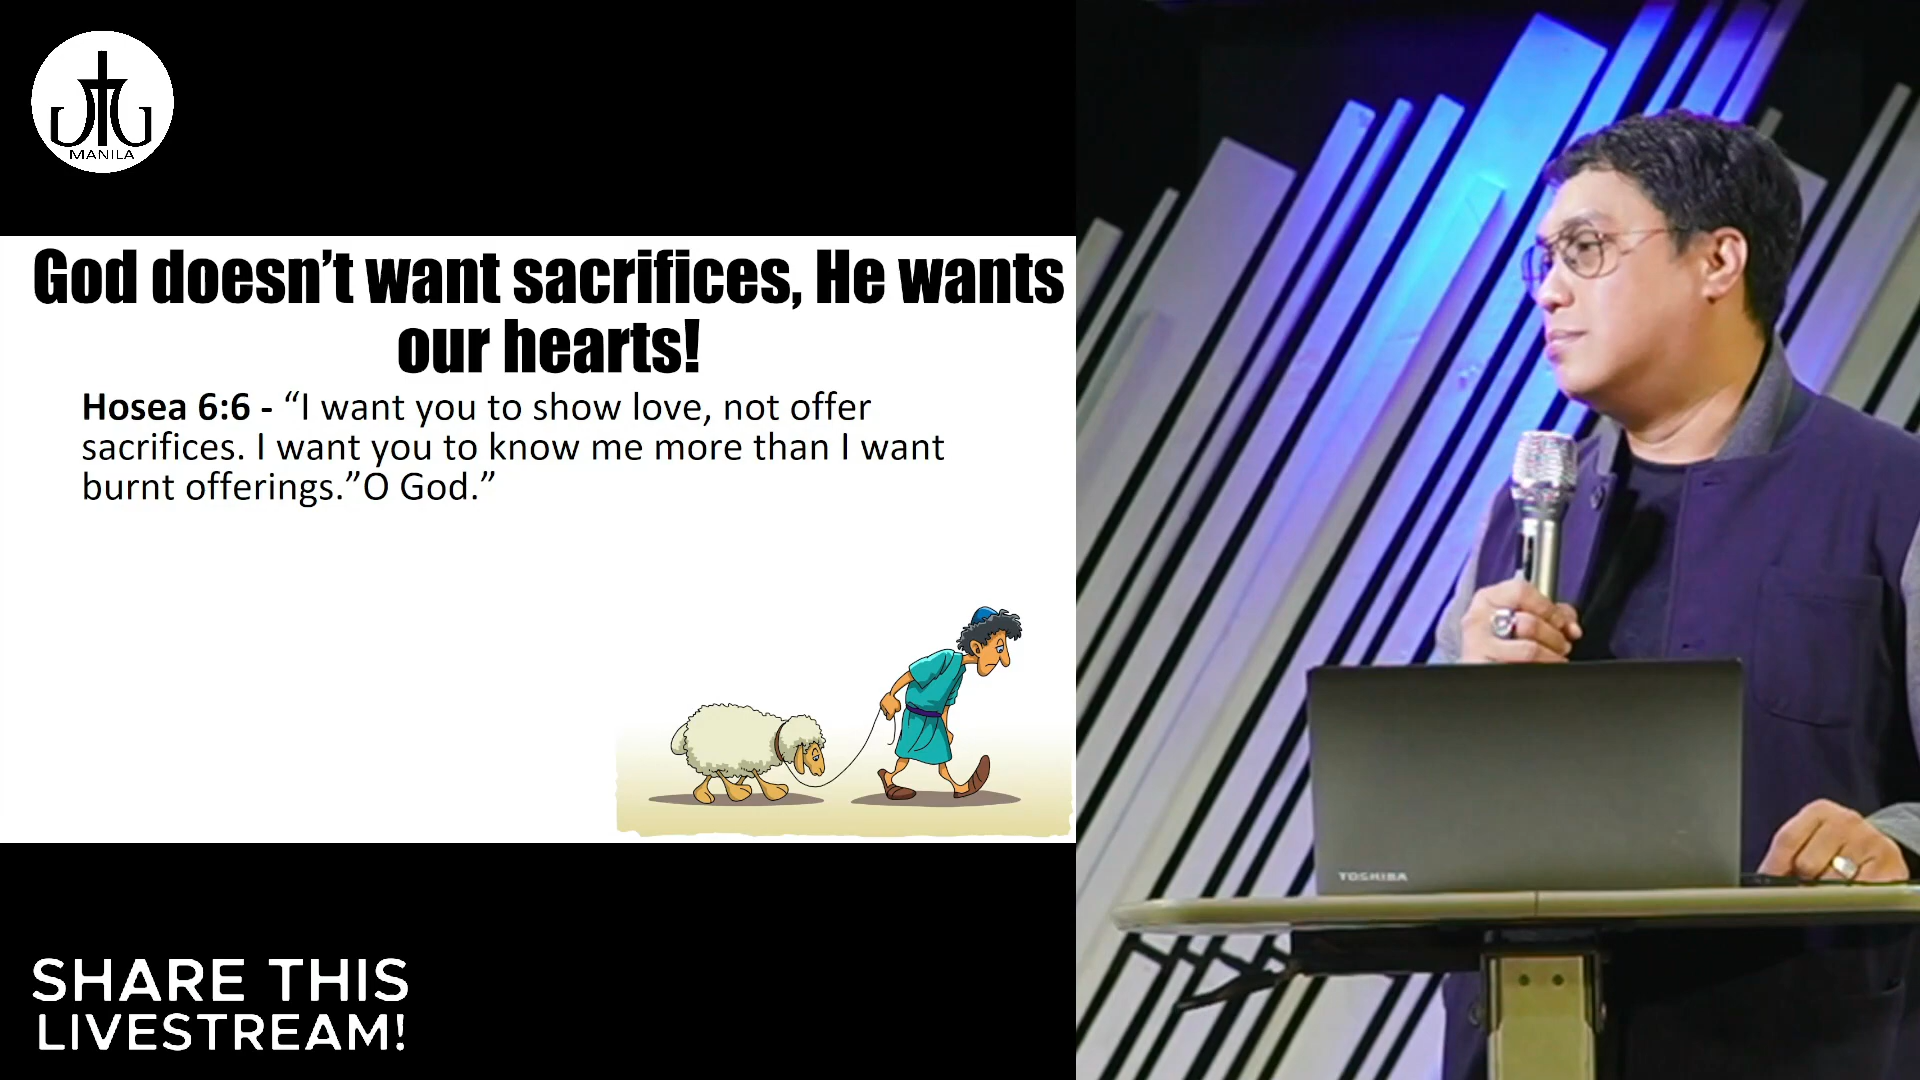 JTG
MANILA
God doesn’t want sacrifices, He wants
our hearts!
Hosea 6:6 - “I want you to show love, not offer
sacrifices. I want you to know me more than I want
burnt offerings.”O God.”
SHARE THIS
LIVESTREAM!
TOSHIBA